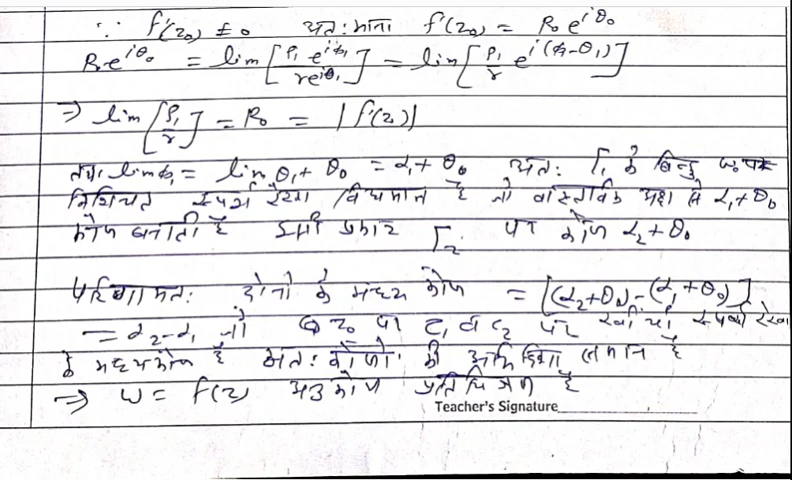 ∵ f'(z₀) ≠ 0 अत: माना f'(z₀) = R₀ e^{iθ₀}
R₀e^{iθ₀} = lim [ρ₁ e^{iφ₁} / re^{iθ₁}] = lim [ρ₁/r e^{i(φ₁-θ₁)}]
⇒ lim [ρ₁/r] = R₀ = |f'(z)|
तथा lim φ₁ = lim θ₁ + θ₀ = α₁ + θ₀ अत: Γ₁ के बिन्दु w₀ पर
निश्चित स्पर्श रेखा विद्यमान है जो वास्तविक अक्ष से α₁+θ₀
कोण बनाती है इसी प्रकार Γ₂ पर कोण α₂+θ₀
परिणामत: दोनो के मध्य कोण = [(α₂+θ₀)-(α₁+θ₀)]
= α₂-α₁ जो z₀ पर c₁ व c₂ पर खींची स्पर्श रेखा
के मध्य कोण है अत: कोणो की अभिदिशा समान है
⇒ w = f(z) कोण प्रतिचित्रण है
Teacher's Signature